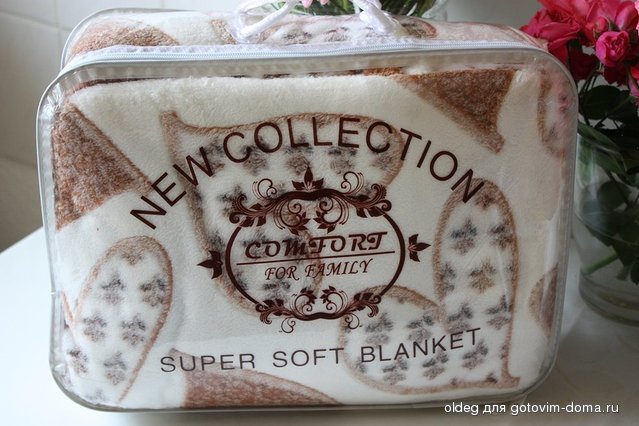 NEW COLLECTION
COMFORT
FOR FAMILY
SUPER SOFT BLANKET
oldeg для gotovim-doma.ru